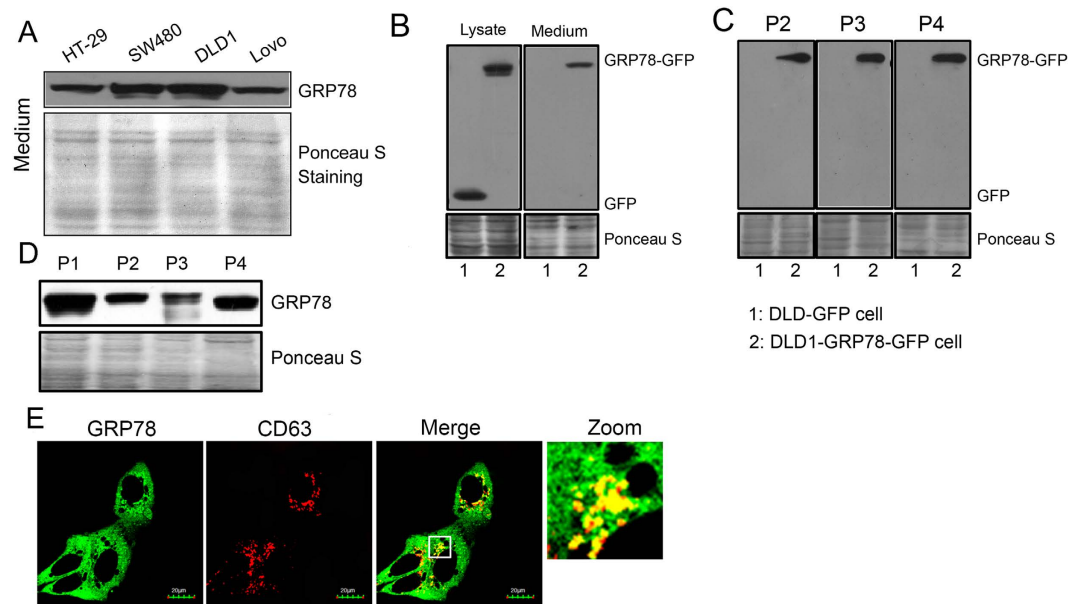 A
HT-29 SW480 DLD1 Lovo
Medium
GRP78
Ponceau S
Staining
B
Lysate Medium
GRP78-GFP
GFP
Ponceau S
1 2 1 2
C
P2 P3 P4
GRP78-GFP
GFP
Ponceau S
1 2 1 2 1 2
1: DLD-GFP cell
2: DLD1-GRP78-GFP cell
D
P1 P2 P3 P4
GRP78
Ponceau S
E
GRP78 CD63 Merge Zoom
20μm 20μm 20μm